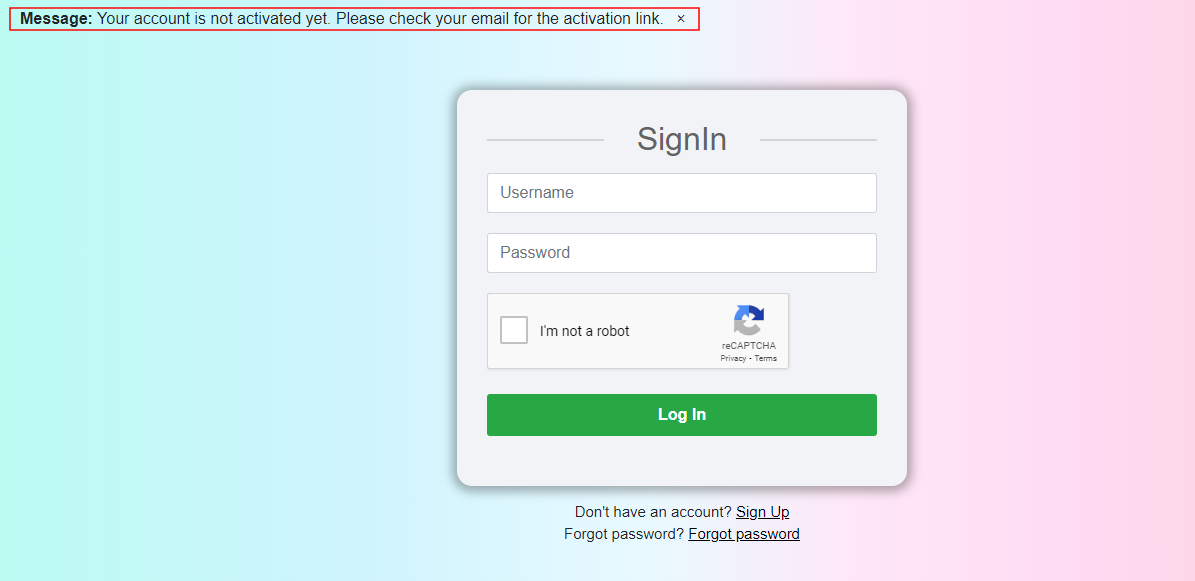 Message: Your account is not activated yet. Please check your email for the activation link. ×
SignIn
Username
Password
I'm not a robot
reCAPTCHA
Privacy - Terms
Log In
Don't have an account? Sign Up
Forgot password? Forgot password